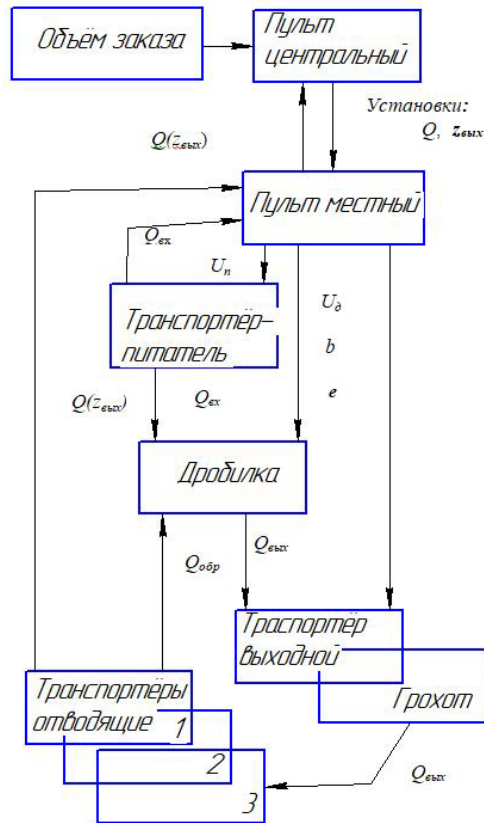 Объём заказа
Пульт
центральный
Установки:
Q, zвых
Q(zвых)
Пульт местный
Qвх
Uп
Uд
b
e
Транспортёр-
питатель
Q(zвых)
Qвх
Дробилка
Qобр
Qвых
Траспортёр
выходной
Грохот
Транспортёры
отводящие 1
2
3
Qвых